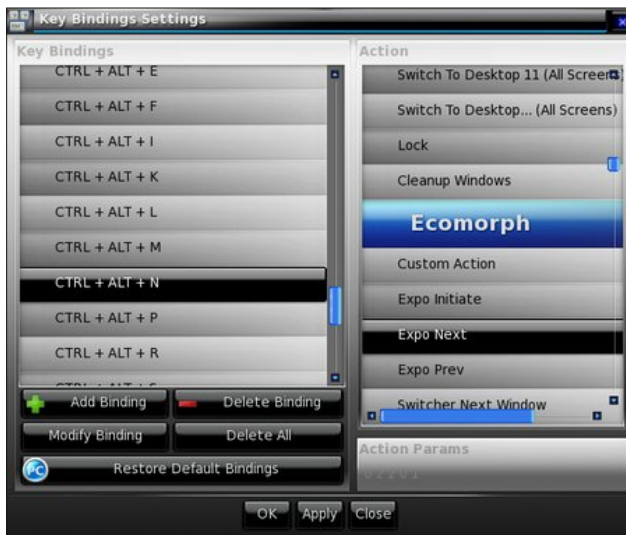 Key Bindings Settings
Key Bindings
CTRL + ALT + E
CTRL + ALT + F
CTRL + ALT + I
CTRL + ALT + K
CTRL + ALT + L
CTRL + ALT + M
CTRL + ALT + N
CTRL + ALT + P
CTRL + ALT + R
Add Binding
Delete Binding
Modify Binding
Delete All
Restore Default Bindings
Action
Switch To Desktop 11 (All Screens)
Switch To Desktop... (All Screens)
Lock
Cleanup Windows
Ecomorph
Custom Action
Expo Initiate
Expo Next
Expo Prev
Switcher Next Window
Action Params
OK
Apply
Close